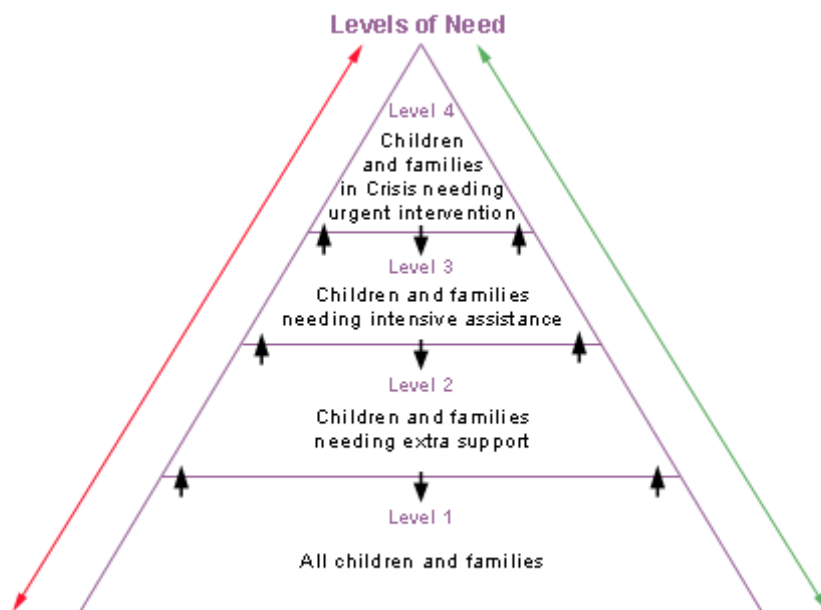 Levels of Need
Level 4
Children
and families
in Crisis needing
urgent intervention
Level 3
Children and families
needing intensive assistance
Level 2
Children and families
needing extra support
Level 1
All children and families